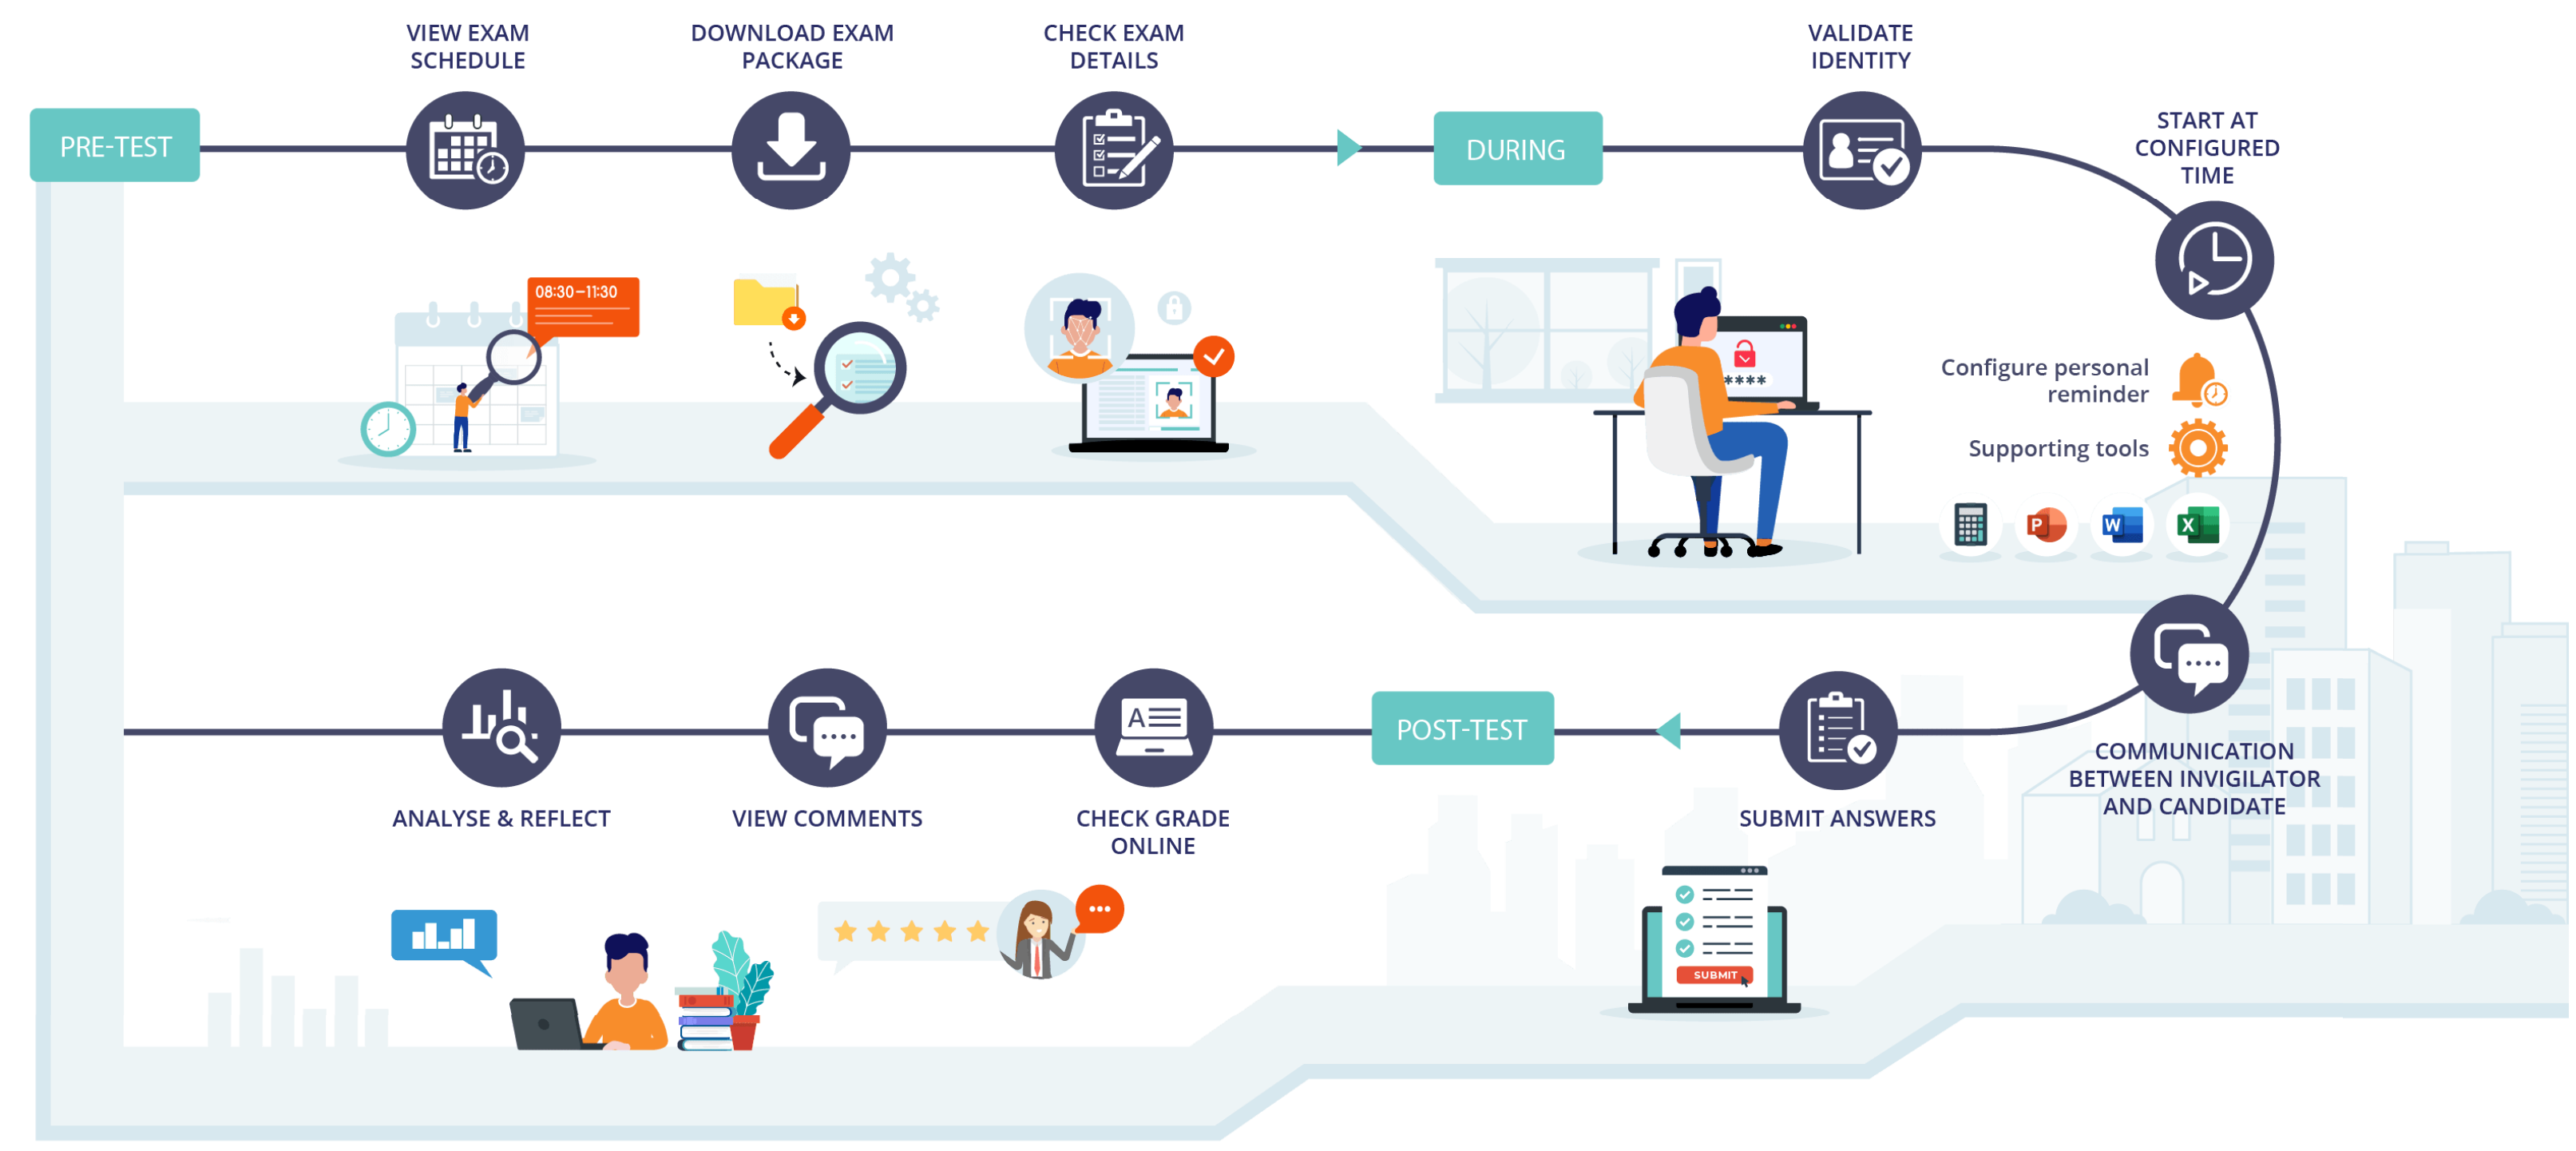 VIEW EXAM
SCHEDULE
DOWNLOAD EXAM
PACKAGE
CHECK EXAM
DETAILS
VALIDATE
IDENTITY
PRE-TEST
DURING
START AT
CONFIGURED
TIME
08:30–11:30
Configure personal
reminder
****
Supporting tools
P
W
X
A
POST-TEST
COMMUNICATION
BETWEEN INVIGILATOR
AND CANDIDATE
ANALYSE & REFLECT
VIEW COMMENTS
CHECK GRADE
ONLINE
SUBMIT ANSWERS
SUBMIT